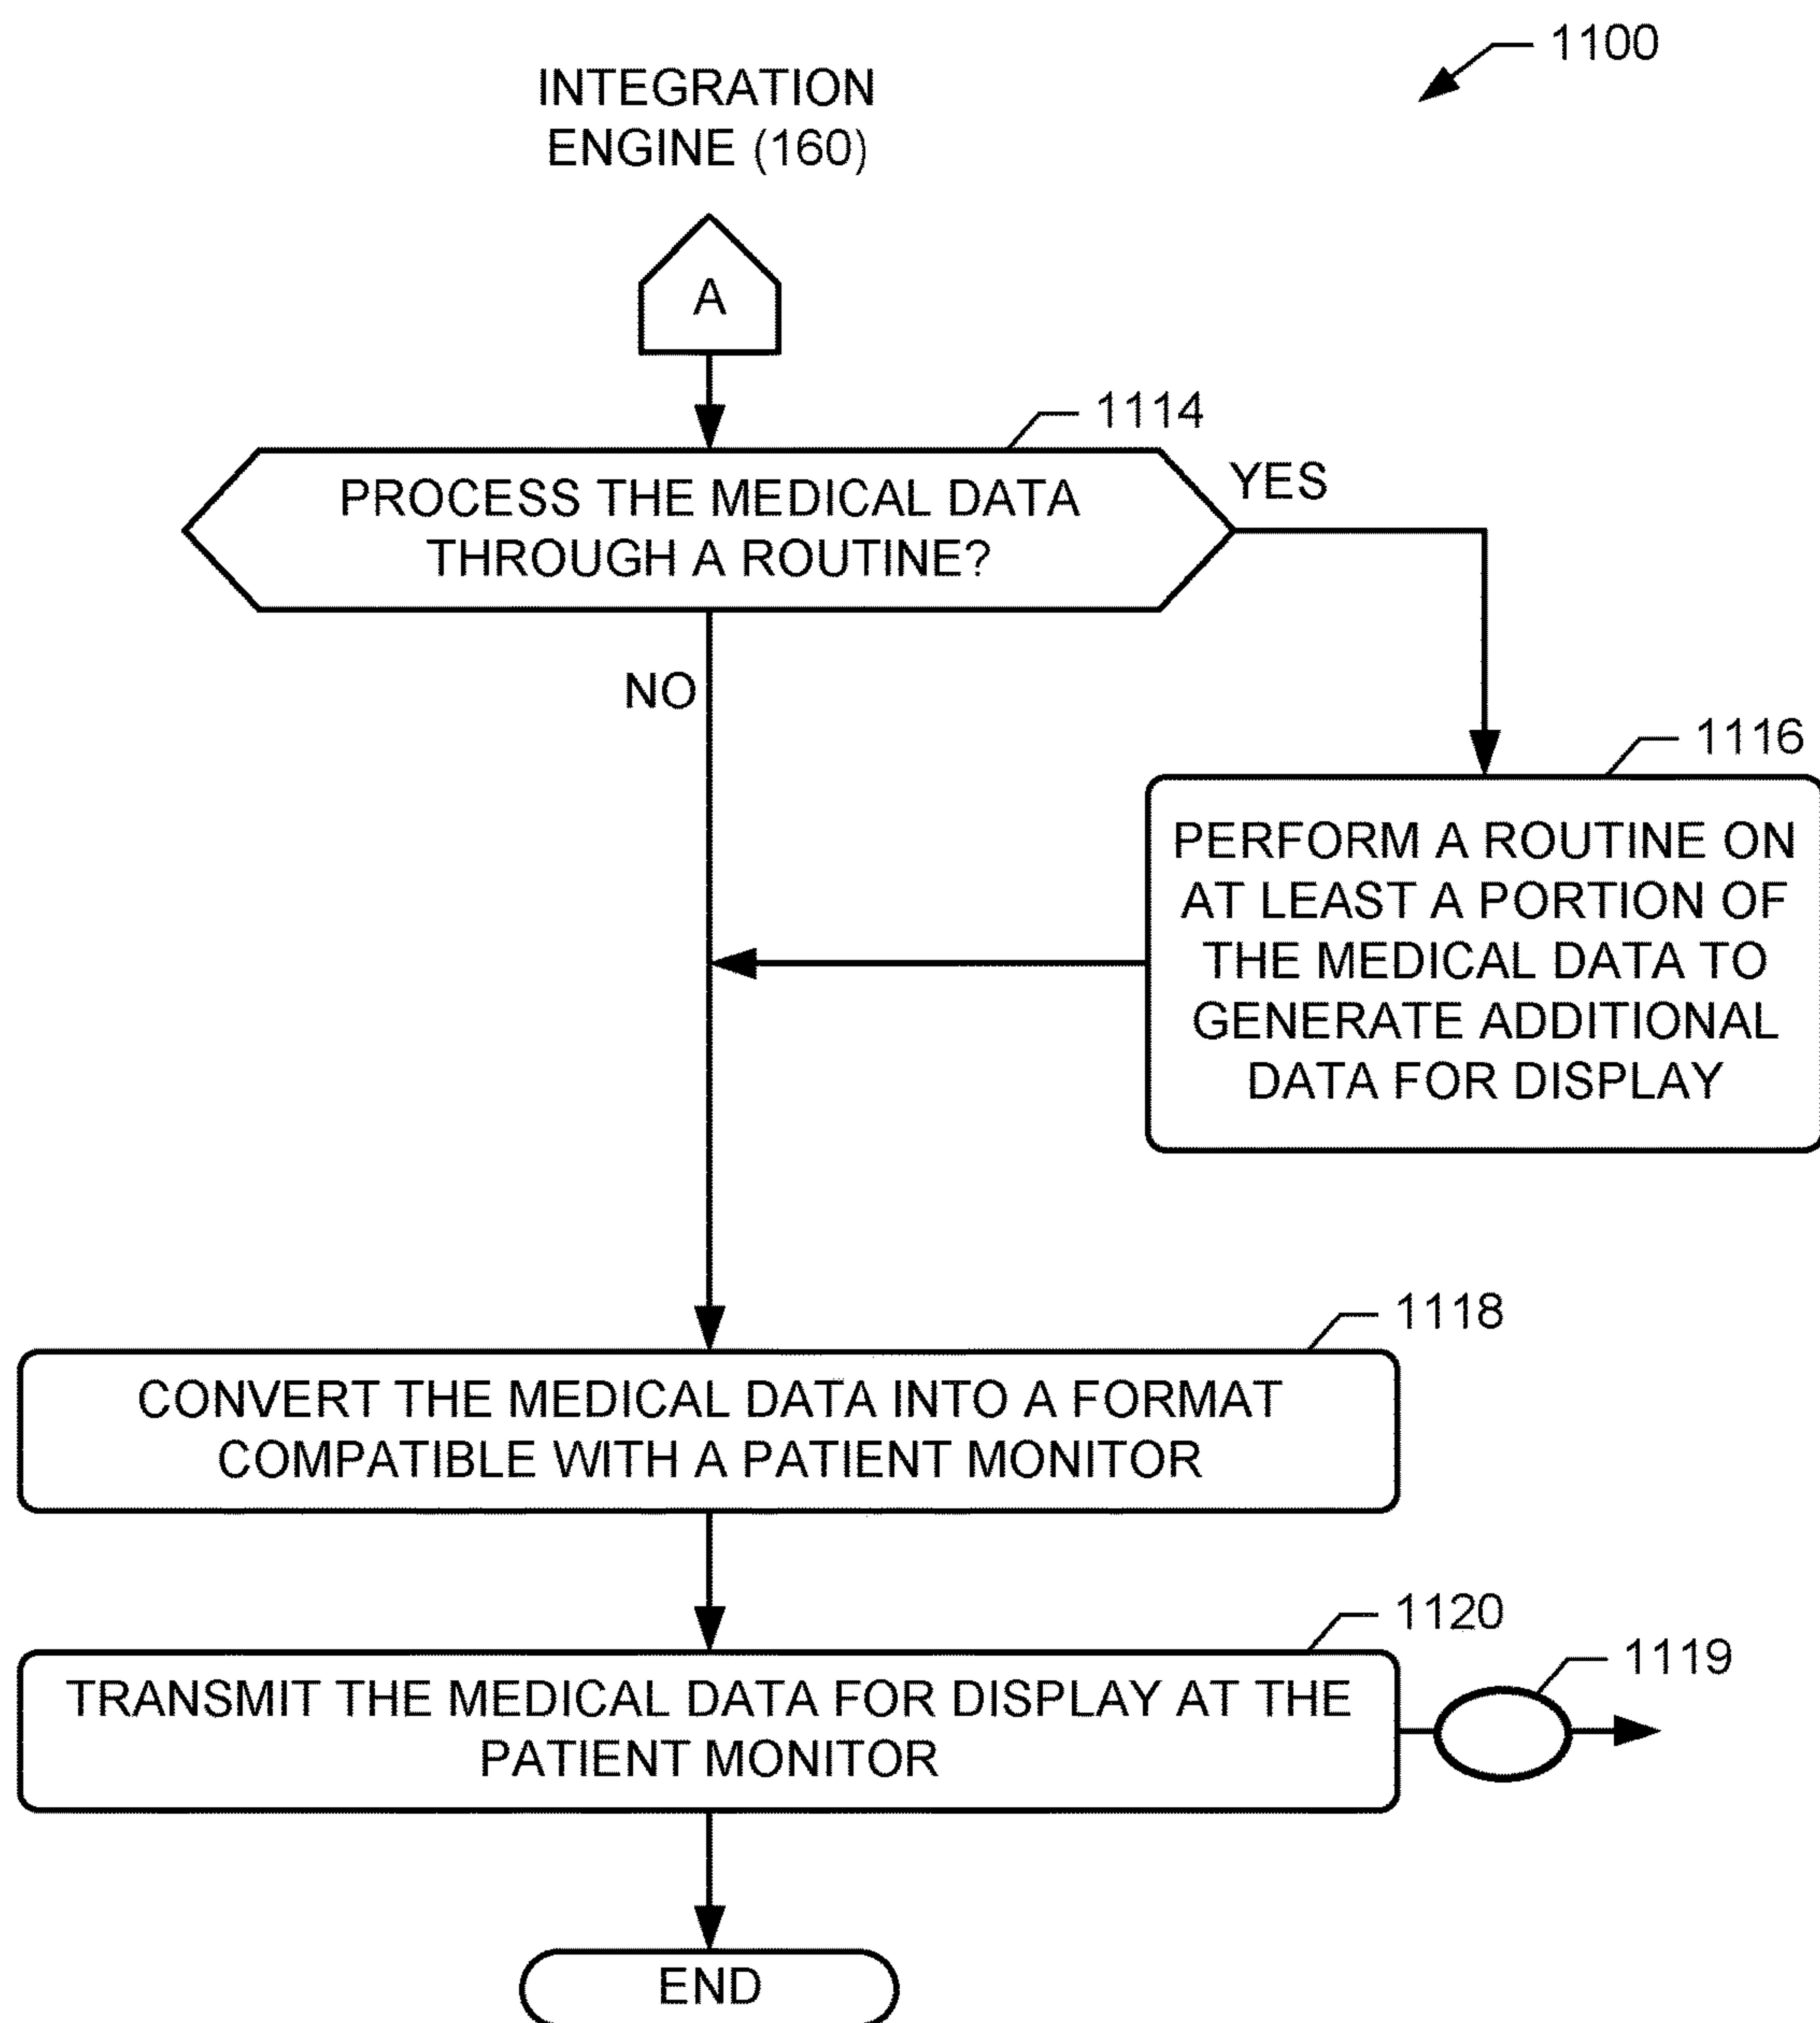 1100
INTEGRATION
ENGINE (160)
A
1114
PROCESS THE MEDICAL DATA
THROUGH A ROUTINE?
YES
NO
1116
PERFORM A ROUTINE ON
AT LEAST A PORTION OF
THE MEDICAL DATA TO
GENERATE ADDITIONAL
DATA FOR DISPLAY
1118
CONVERT THE MEDICAL DATA INTO A FORMAT
COMPATIBLE WITH A PATIENT MONITOR
1120
TRANSMIT THE MEDICAL DATA FOR DISPLAY AT THE
PATIENT MONITOR
1119
END